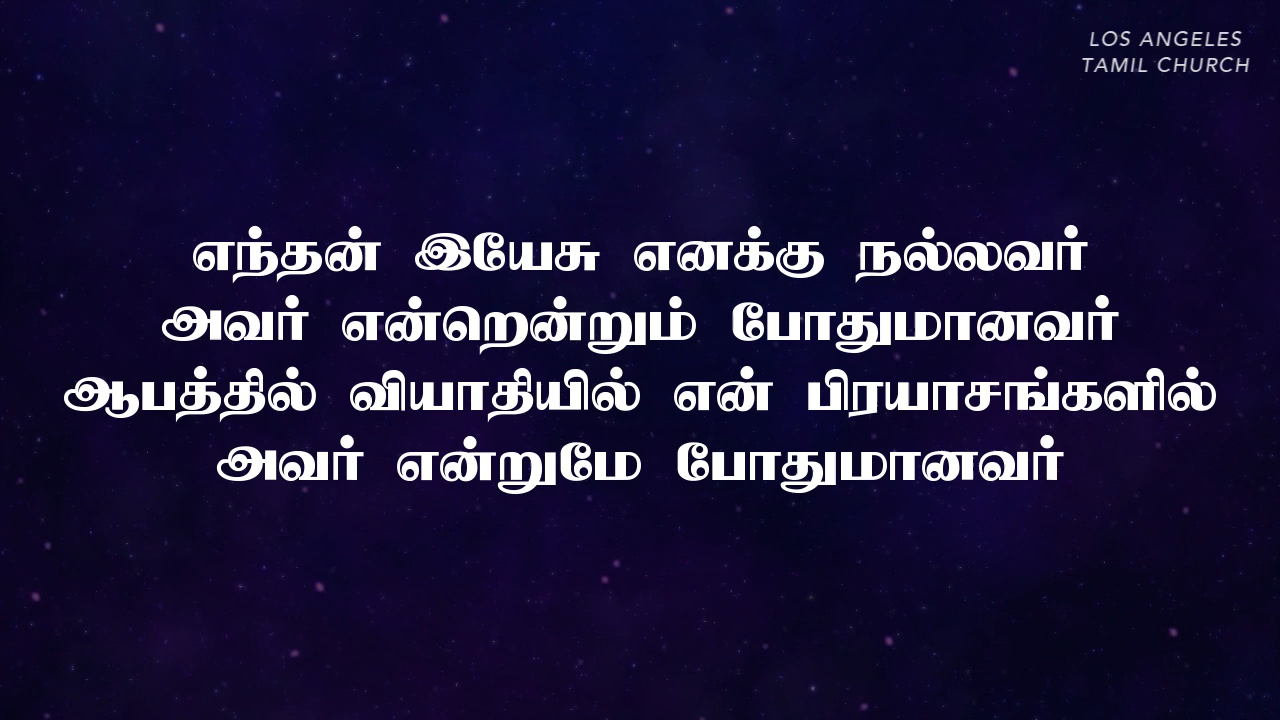 LOS ANGELES
TAMIL CHURCH
எந்தன் இயேசு எனக்கு நல்லவர்
அவர் என்றென்றும் போதுமானவர்
ஆபத்தில் வியாதியில் என் பிரயாசங்களில்
அவர் என்றுமே போதுமானவர்